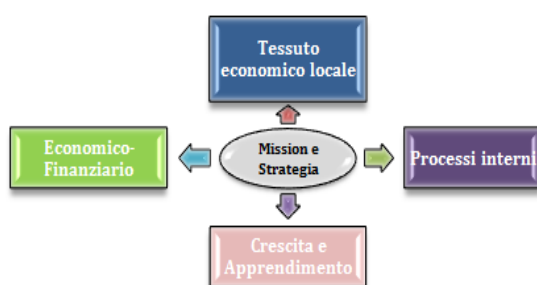 Tessuto
economico locale
Economico-
Finanziario
Mission e
Strategia
Processi interni
Crescita e
Apprendimento